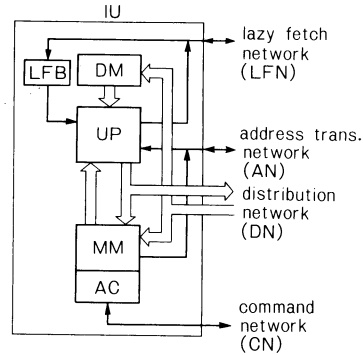 IU
lazy fetch
network
(LFN)
LFB
DM
UP
address trans.
network
(AN)
distribution
network
(DN)
MM
AC
command
network
(CN)